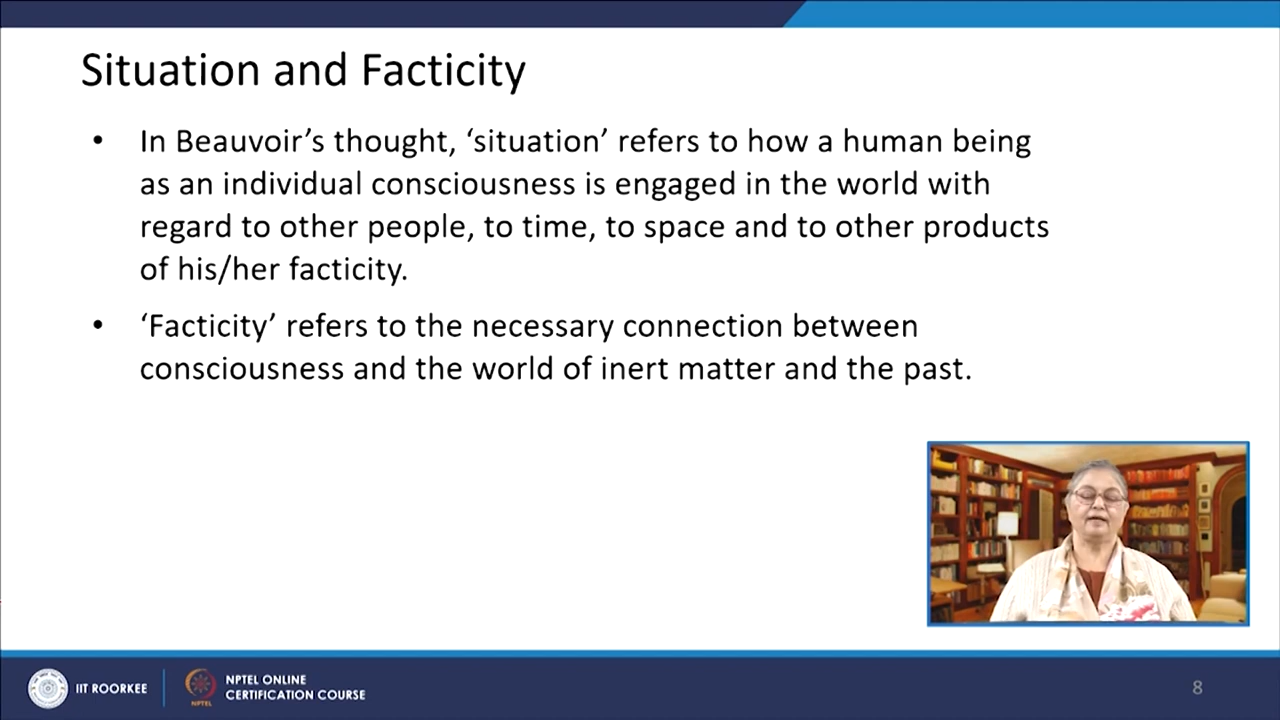 Situation and Facticity
• In Beauvoir’s thought, ‘situation’ refers to how a human being
as an individual consciousness is engaged in the world with
regard to other people, to time, to space and to other products
of his/her facticity.
• ‘Facticity’ refers to the necessary connection between
consciousness and the world of inert matter and the past.
IIT ROORKEE
NPTEL
NPTEL ONLINE
CERTIFICATION COURSE
8